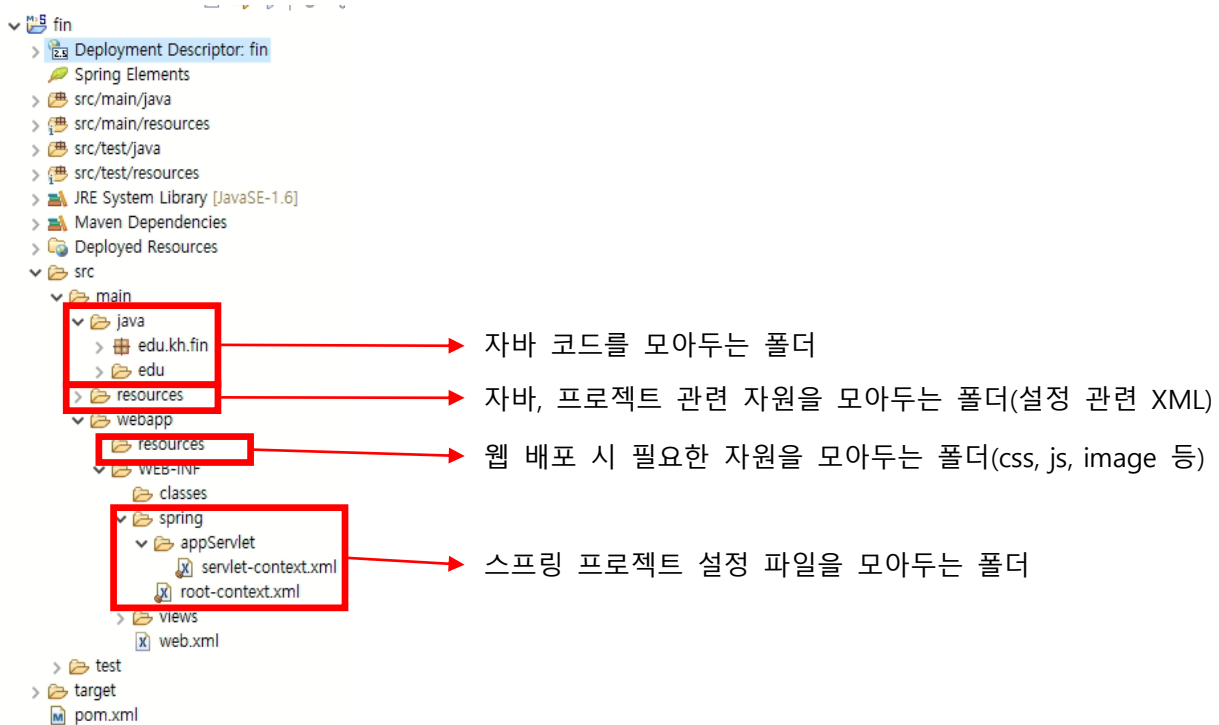 fin
Deployment Descriptor: fin
Spring Elements
src/main/java
src/main/resources
src/test/java
src/test/resources
JRE System Library [JavaSE-1.6]
Maven Dependencies
Deployed Resources
src
main
java
edu.kh.fin
자바 코드를 모아두는 폴더
edu
resources
자바, 프로젝트 관련 자원을 모아두는 폴더(설정 관련 XML)
webapp
resources
웹 배포 시 필요한 자원을 모아두는 폴더(css, js, image 등)
WEB-INF
classes
spring
appServlet
servlet-context.xml
스프링 프로젝트 설정 파일을 모아두는 폴더
root-context.xml
views
web.xml
test
target
pom.xml